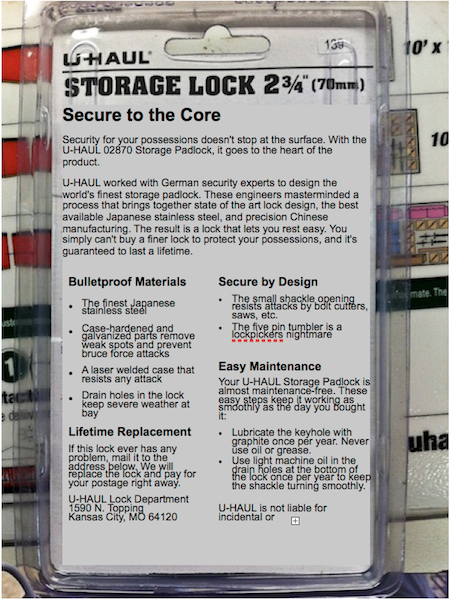 U-HAUL®
139
STORAGE LOCK 2 3/4" (70mm)
10' x
Secure to the Core
Security for your possessions doesn't stop at the surface. With the
U-HAUL 02870 Storage Padlock, it goes to the heart of the
product.
10
U-HAUL worked with German security experts to design the
world's finest storage padlock. These engineers masterminded a
process that brings together state of the art lock design, the best
available Japanese stainless steel, and precision Chinese
manufacturing. The result is a lock that lets you rest easy. You
simply can't buy a finer lock to protect your possessions, and it's
guaranteed to last a lifetime.
Bulletproof Materials
• The finest Japanese
stainless steel
• Case-hardened and
galvanized parts remove
weak spots and prevent
bruce force attacks
• A laser welded case that
resists any attack
• Drain holes in the lock
keep severe weather at
bay
Lifetime Replacement
If this lock ever has any
problem, mail it to the
address below. We will
replace the lock and pay for
your postage right away.
U-HAUL Lock Department
1590 N. Topping
Kansas City, MO 64120
Secure by Design
• The small shackle opening
resists attacks by bolt cutters,
saws, etc.
• The five pin tumbler is a
lockpickers nightmare
Easy Maintenance
Your U-HAUL Storage Padlock is
almost maintenance-free. These
easy steps keep it working as
smoothly as the day you bought
it:
• Lubricate the keyhole with
graphite once per year. Never
use oil or grease.
• Use light machine oil in the
drain holes at the bottom of
the lock once per year to keep
the shackle turning smoothly.
U-HAUL is not liable for
incidental or
mate. The
1
uha